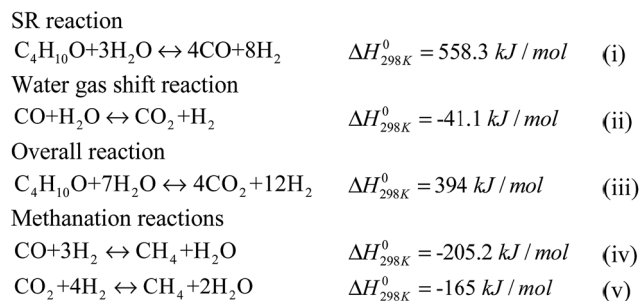 SR reaction
C₄H₁₀O+3H₂O ↔ 4CO+8H₂ ΔH⁰₂₉₈K = 558.3 kJ / mol (i)
Water gas shift reaction
CO+H₂O ↔ CO₂+H₂ ΔH⁰₂₉₈K = -41.1 kJ / mol (ii)
Overall reaction
C₄H₁₀O+7H₂O ↔ 4CO₂+12H₂ ΔH⁰₂₉₈K = 394 kJ / mol (iii)
Methanation reactions
CO+3H₂ ↔ CH₄+H₂O ΔH⁰₂₉₈K = -205.2 kJ / mol (iv)
CO₂+4H₂ ↔ CH₄+2H₂O ΔH⁰₂₉₈K = -165 kJ / mol (v)